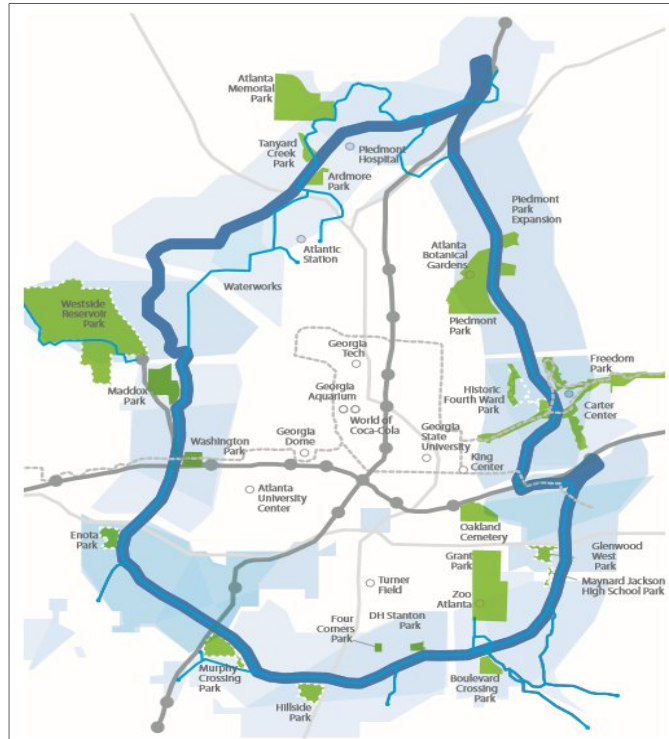 Atlanta
Memorial
Park
Tanyard
Creek
Park
Piedmont
Hospital
Ardmore
Park
Piedmont
Park
Expansion
Atlantic
Station
Atlanta
Botanical
Gardens
Waterworks
Westside
Reservoir
Park
Piedmont
Park
Georgia
Tech
Freedom
Park
Maddox
Park
Georgia
Aquarium
Historic
Fourth Ward
Park
World of
Coca-Cola
Carter
Center
Washington
Park
Georgia
Dome
Georgia
State
University
King
Center
Atlanta
University
Center
Oakland
Cemetery
Enota
Park
Grant
Park
Glenwood
West
Park
Turner
Field
Zoo
Atlanta
Maynard Jackson
High School Park
Four
Corners
Park
DH Stanton
Park
Murphy
Crossing
Park
Boulevard
Crossing
Park
Hillside
Park